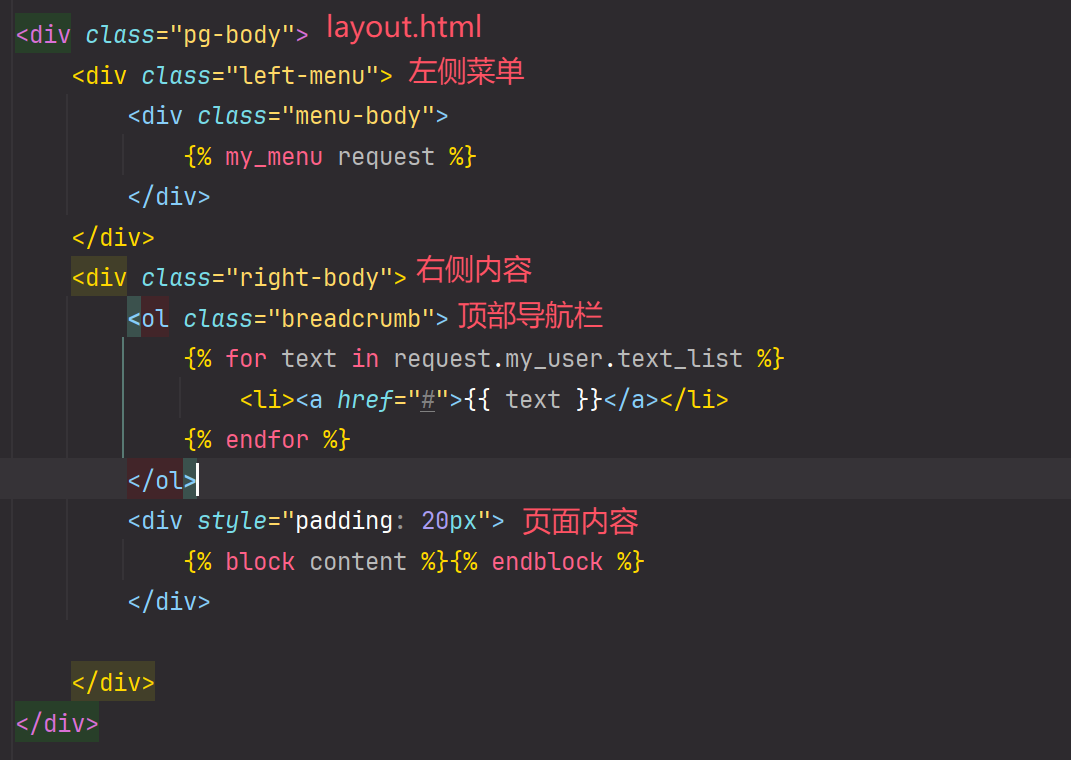 <div class="pg-body"> layout.html
<div class="left-menu"> 左侧菜单
<div class="menu-body">
{% my_menu request %}
</div>
</div>
<div class="right-body"> 右侧内容
<ol class="breadcrumb"> 顶部导航栏
{% for text in request.my_user.text_list %}
<li><a href="#">{{ text }}</a></li>
{% endfor %}
</ol>
<div style="padding: 20px"> 页面内容
{% block content %}{% endblock %}
</div>
</div>
</div>